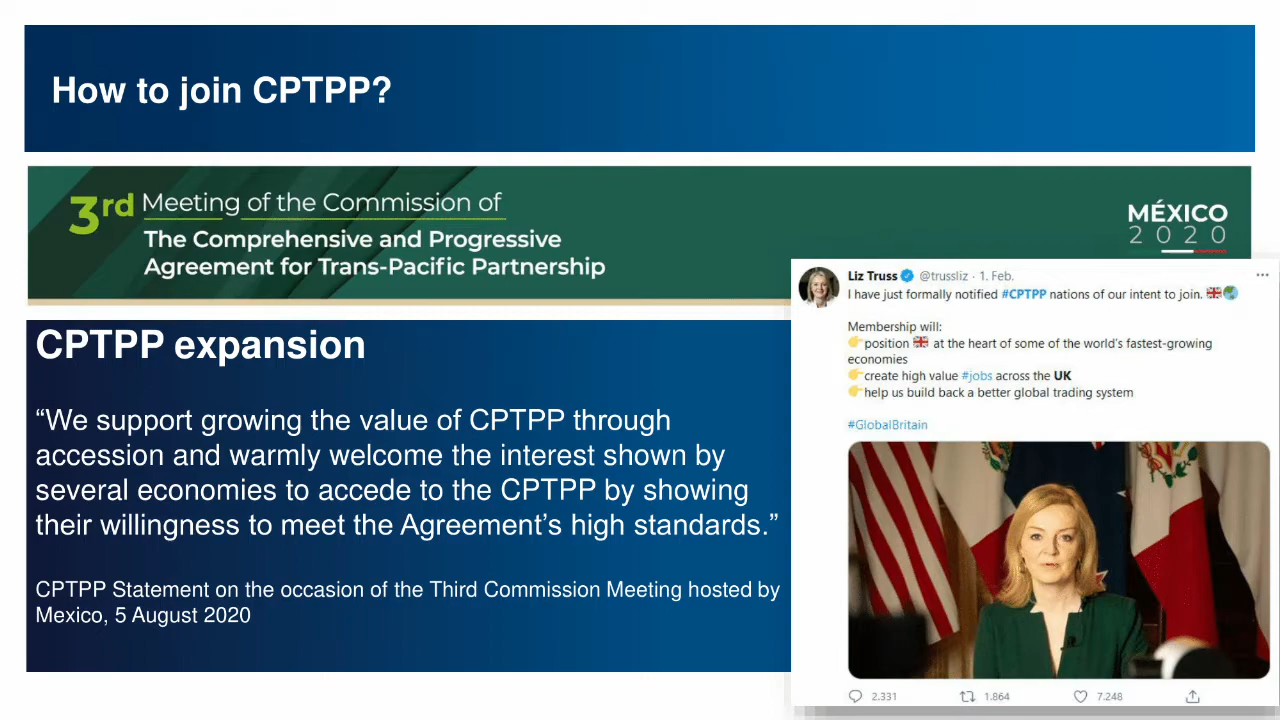 How to join CPTPP?
3rd Meeting of the Commission of
The Comprehensive and Progressive
Agreement for Trans-Pacific Partnership
MÉXICO
2020
CPTPP expansion
“We support growing the value of CPTPP through
accession and warmly welcome the interest shown by
several economies to accede to the CPTPP by showing
their willingness to meet the Agreement’s high standards.”
CPTPP Statement on the occasion of the Third Commission Meeting hosted by
Mexico, 5 August 2020
Liz Truss @trussliz · 1. Feb.
I have just formally notified #CPTPP nations of our intent to join. 🇬🇧🌏
Membership will:
👉position 🇬🇧 at the heart of some of the world's fastest-growing
economies
👉create high value #jobs across the UK
👉help us build back a better global trading system
#GlobalBritain
2.331 1.864 7.248